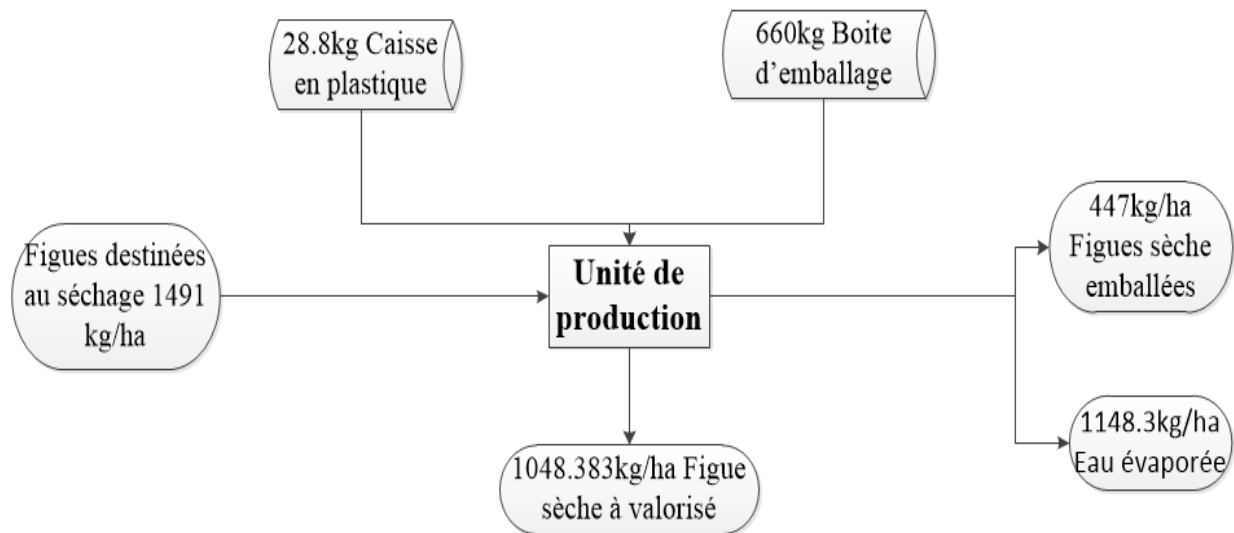 28.8kg Caisse
en plastique
660kg Boite
d’emballage
Figues destinées
au séchage 1491
kg/ha
Unité de
production
447kg/ha
Figues sèche
emballées
1148.3kg/ha
Eau évaporée
1048.383kg/ha Figue
sèche à valorisé